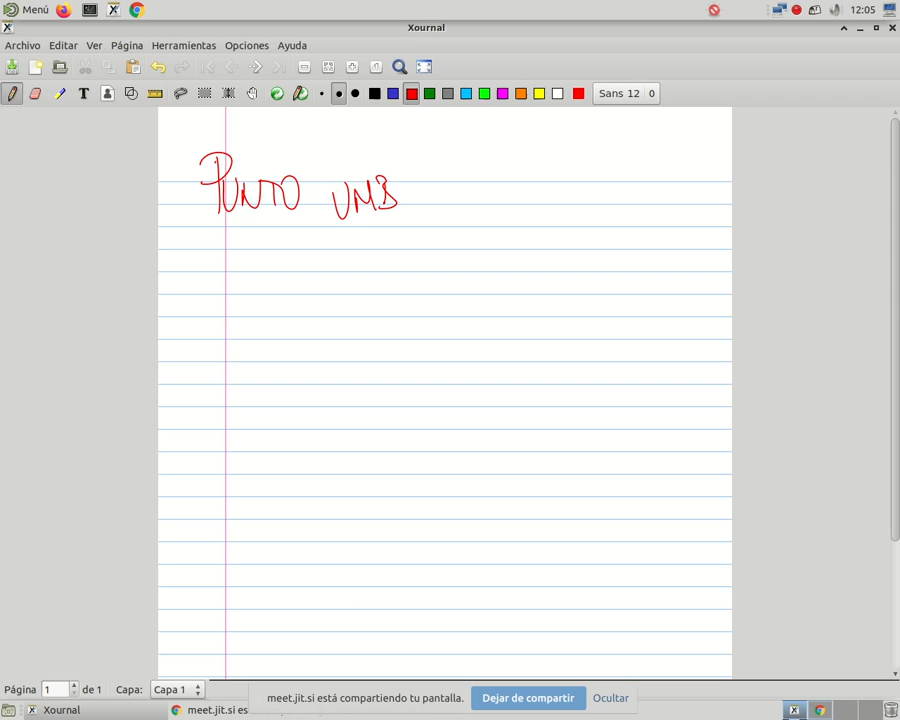 Menú 12:05
Xournal
Archivo Editar Ver Página Herramientas Opciones Ayuda
Sans 12 0
PUNTO UMB
Página 1 de 1 Capa: Capa 1
meet.jit.si está compartiendo tu pantalla. Dejar de compartir Ocultar
Xournal meet.jit.si es